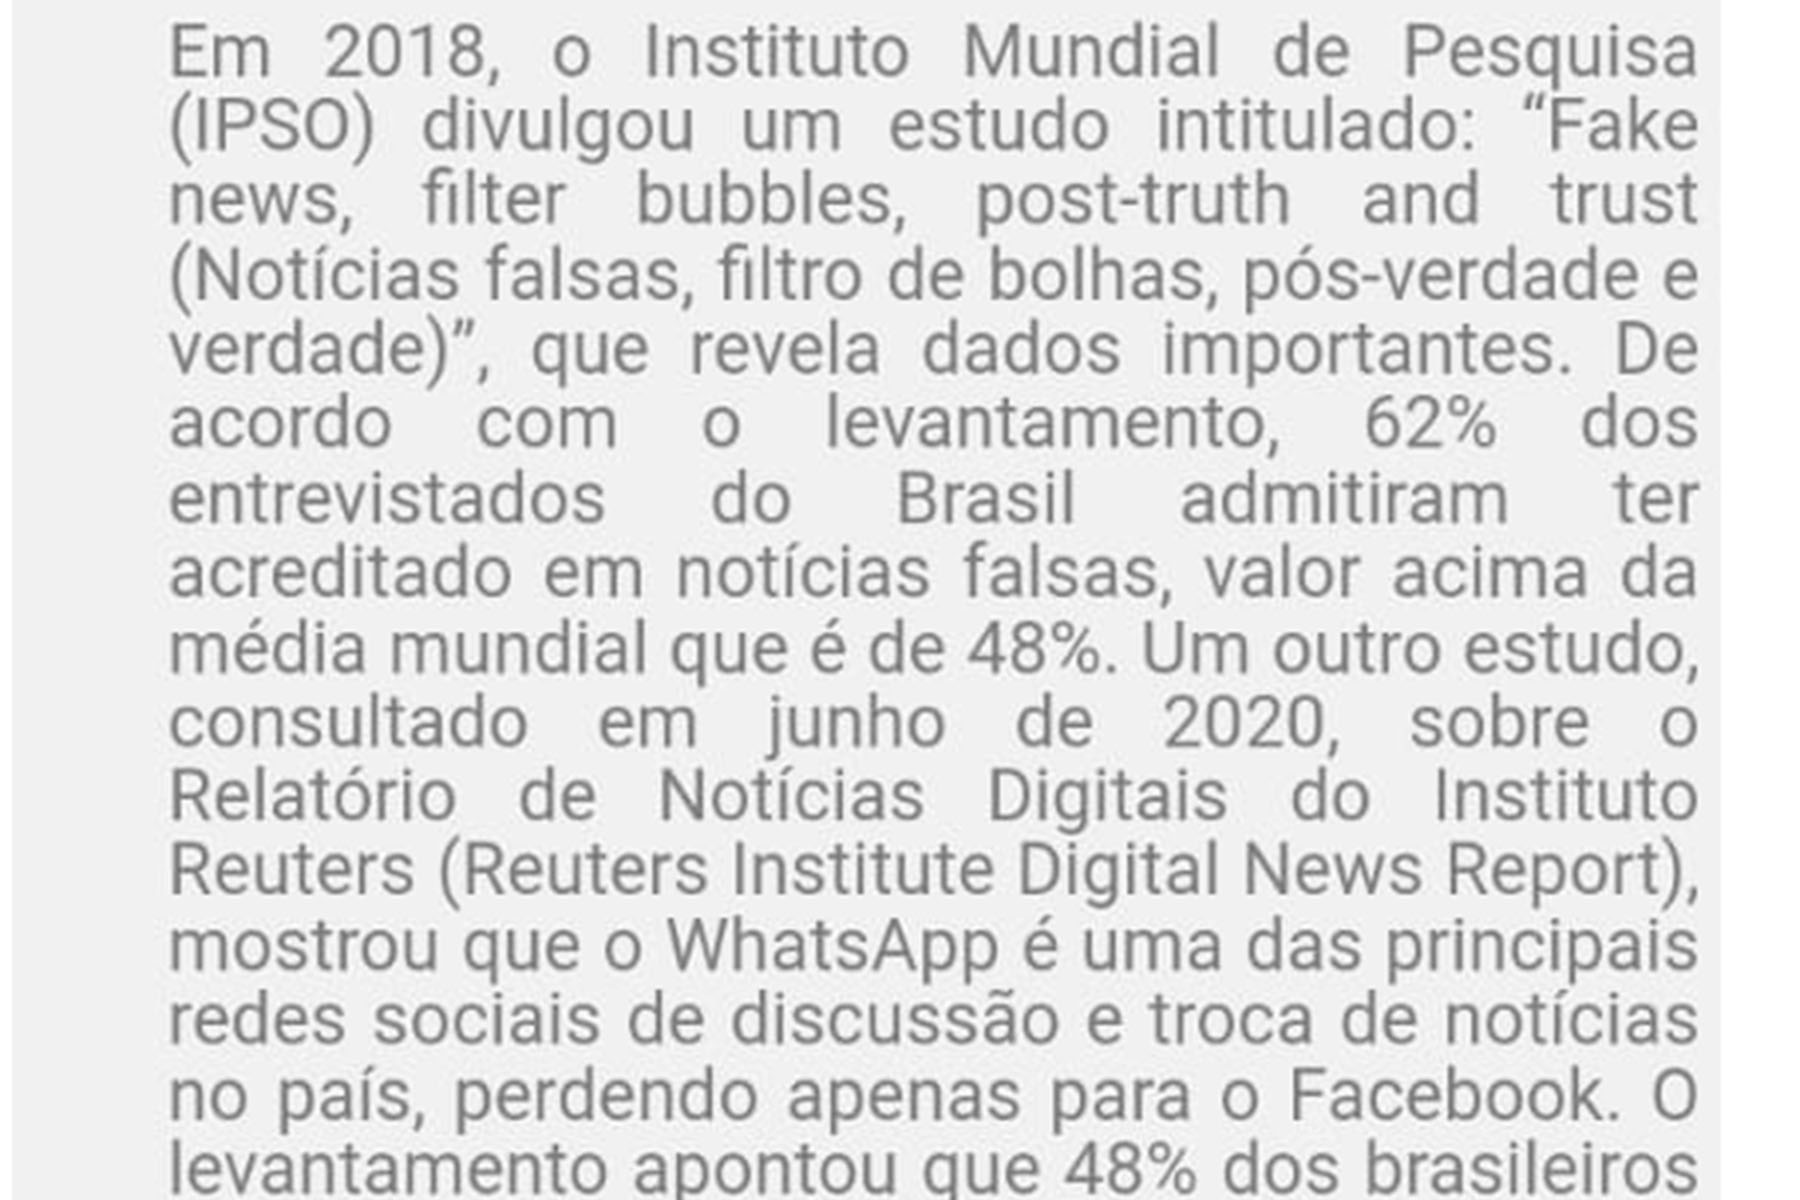 Em 2018, o Instituto Mundial de Pesquisa
(IPSO) divulgou um estudo intitulado: “Fake
news, filter bubbles, post-truth and trust
(Notícias falsas, filtro de bolhas, pós-verdade e
verdade)”, que revela dados importantes. De
acordo com o levantamento, 62% dos
entrevistados do Brasil admitiram ter
acreditado em notícias falsas, valor acima da
média mundial que é de 48%. Um outro estudo,
consultado em junho de 2020, sobre o
Relatório de Notícias Digitais do Instituto
Reuters (Reuters Institute Digital News Report),
mostrou que o WhatsApp é uma das principais
redes sociais de discussão e troca de notícias
no país, perdendo apenas para o Facebook. O
levantamento apontou que 48% dos brasileiros